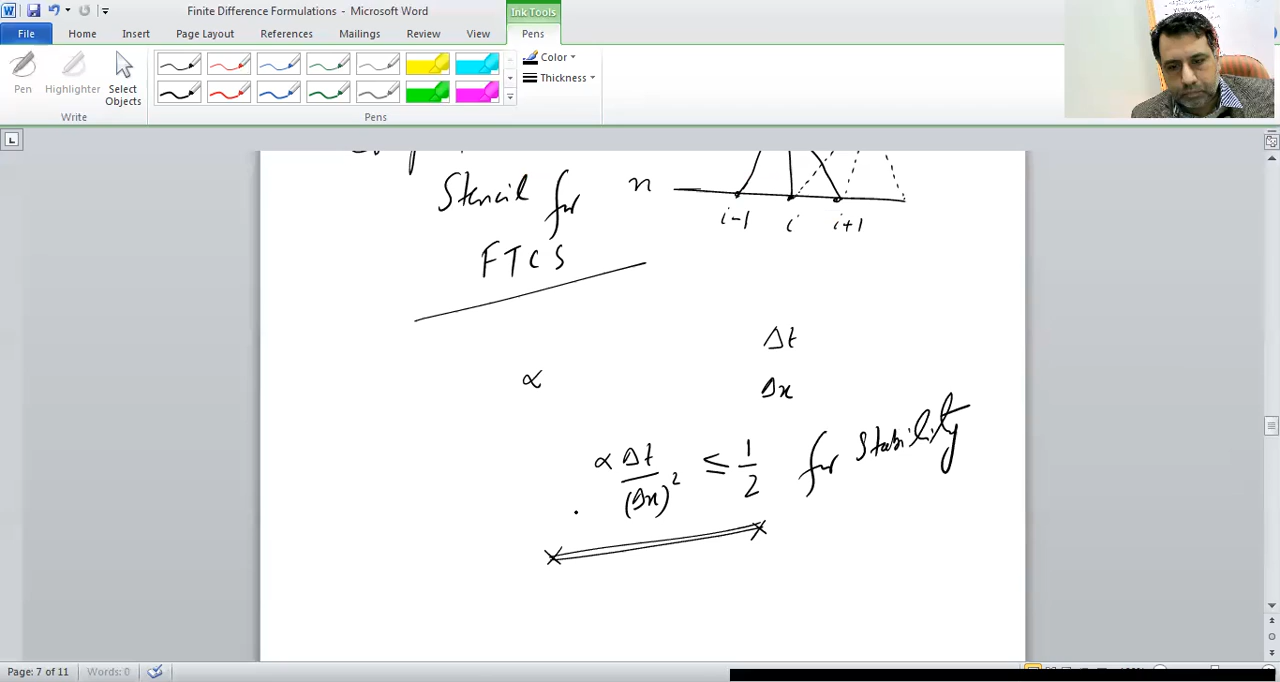 Finite Difference Formulations - Microsoft Word
Ink Tools
File Home Insert Page Layout References Mailings Review View Pens
Pen Highlighter Select Objects
Color
Thickness
Write
Pens
Stencil for n
i-1 i i+1
FTCS
Δt
α
Δx
α Δt/(Δx)² ≤ 1/2 for stability
Page: 7 of 11 Words: 0